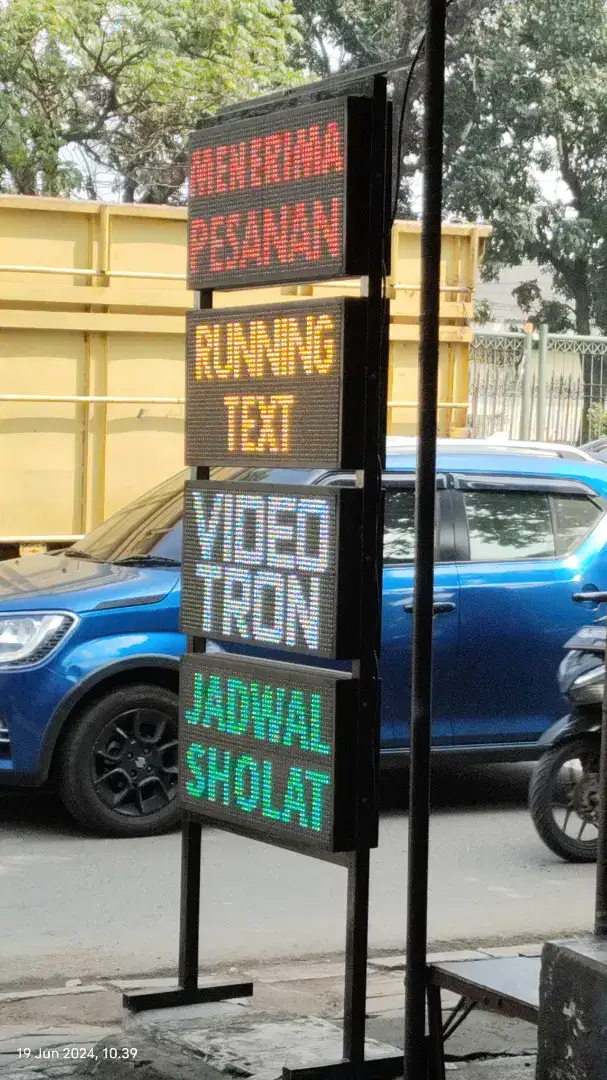 MENERIMA
PESANAN
RUNNING
TEXT
VIDEO
TRON
JADWAL
SHOLAT
19 Jun 2024, 10.39